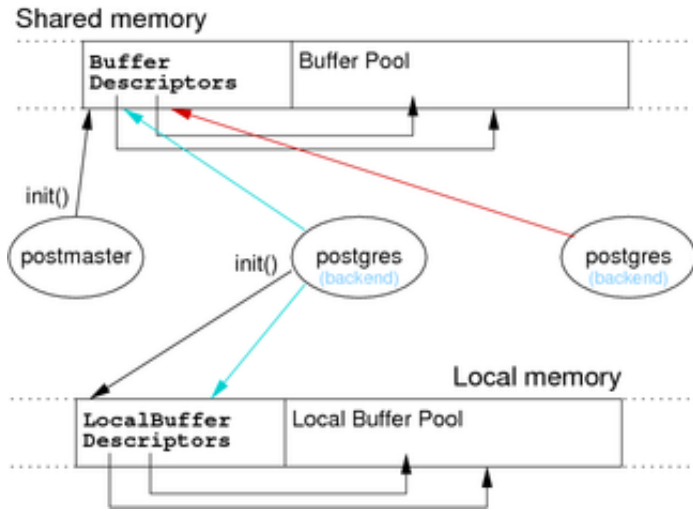 Shared memory
Buffer
Descriptors
Buffer Pool
init()
postmaster
init()
postgres
(backend)
postgres
(backend)
Local memory
LocalBuffer
Descriptors
Local Buffer Pool